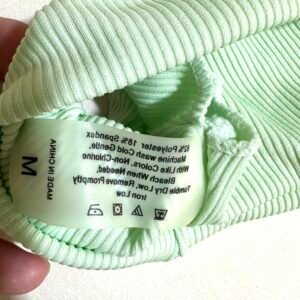 M
MADE IN CHINA
82% Polyester 18% Spandex
Machine wash Cold Gentle,
With Like Colors, Non-Chlorine
Bleach When Needed,
Tumble Dry Low, Remove Promptly
Iron Low